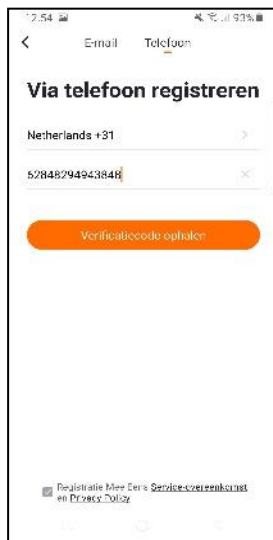 12.54 93%
E-mail Telefoon
Via telefoon registreren
Netherlands +31
62848294943848
Verificatiecode ophalen
Registratie Mee Eens Service-overeenkomst
en Privacy Policy